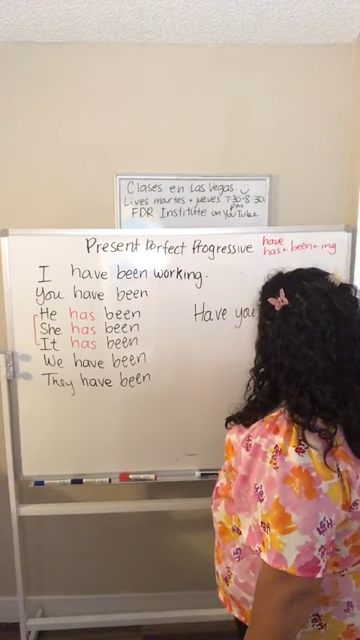 Clases en Las Vegas
Lives martes + jueves 7:30-8:30
PM
FDR Institute on YouTube
Present Perfect Progressive
have
has + been + ing
I have been working.
You have been
He has been
She has been
It has been
We have been
They have been
Have you